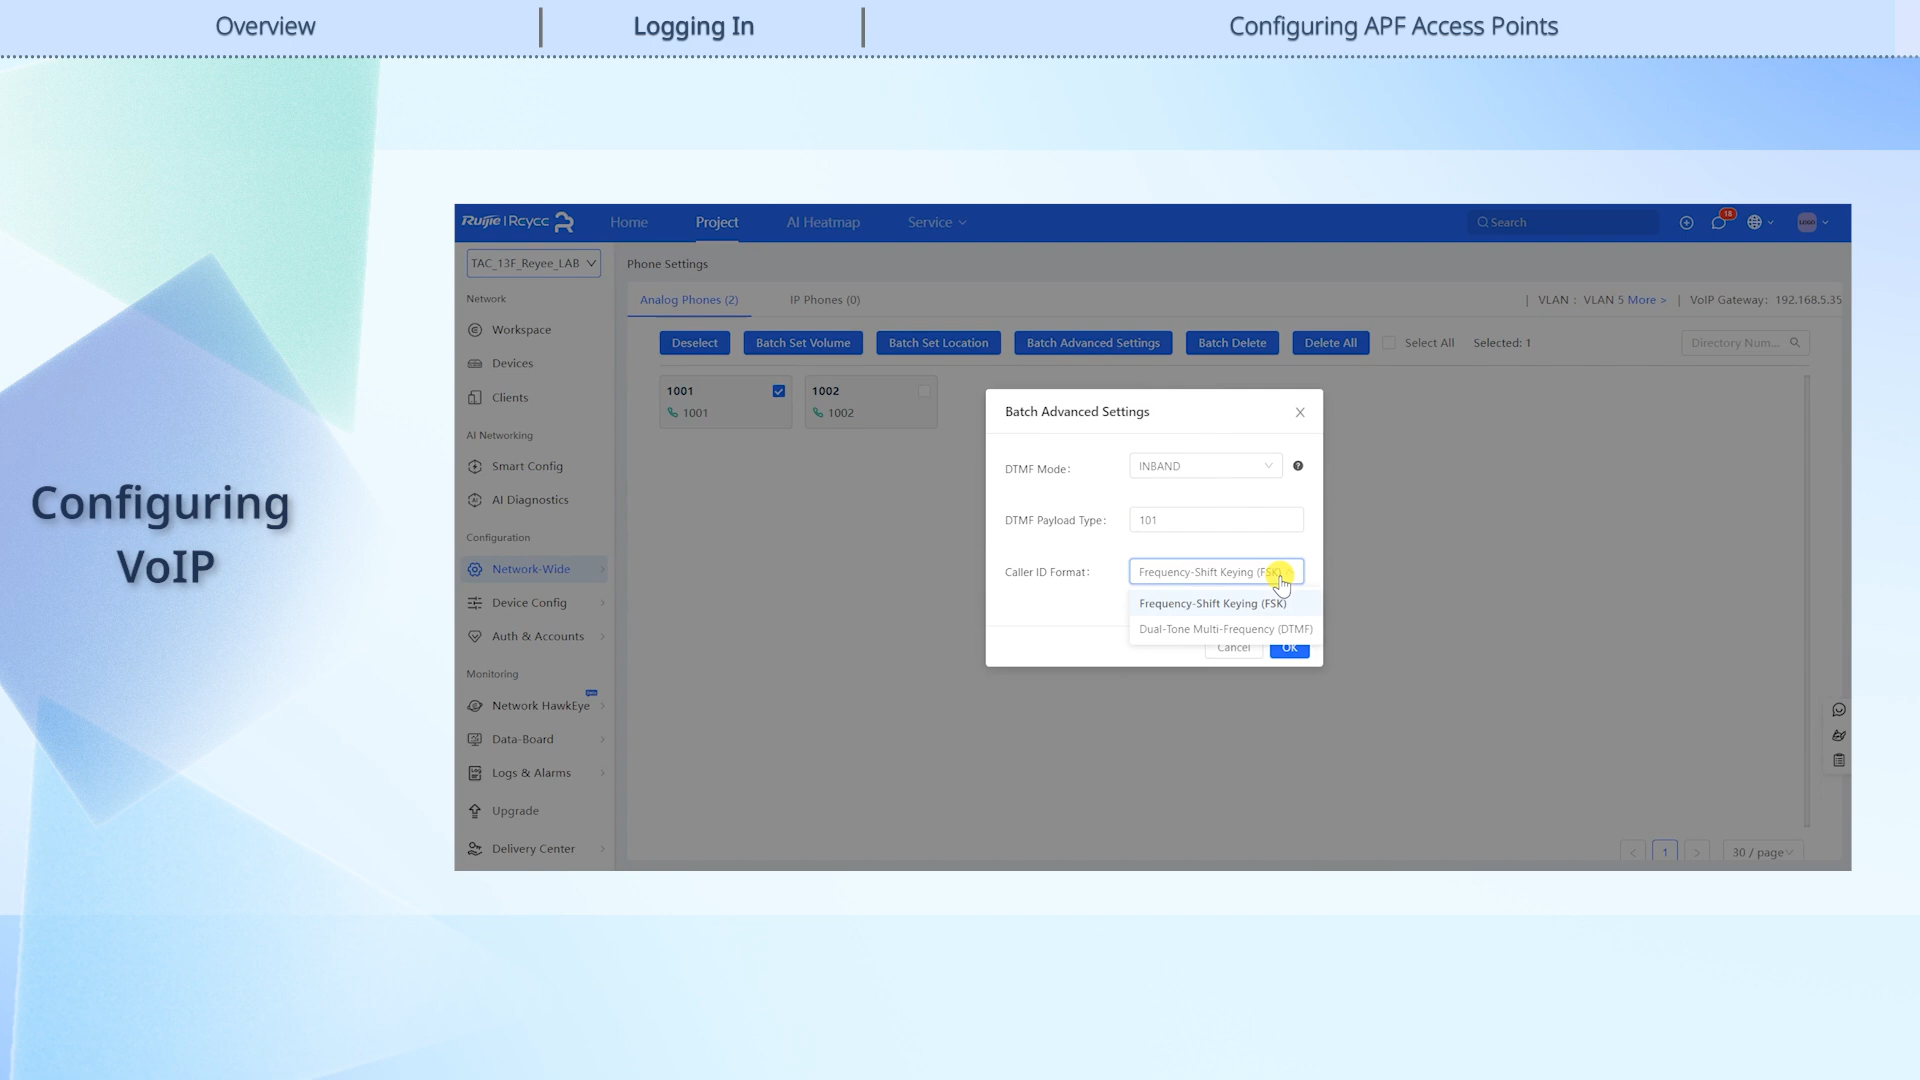 Overview
Logging In
Configuring APF Access Points
Configuring
VoIP
Ruijie | Reyee
Home
Project
AI Heatmap
Service
Search
18
TAC_13F_Reyee_LAB
Network
Workspace
Devices
Clients
AI Networking
Smart Config
AI Diagnostics
Configuration
Network-Wide
Device Config
Auth & Accounts
Monitoring
Network HawkEye
Data-Board
Logs & Alarms
Upgrade
Delivery Center
Phone Settings
Analog Phones (2)
IP Phones (0)
| VLAN : VLAN 5 More > | VoIP Gateway: 192.168.5.35
Deselect
Batch Set Volume
Batch Set Location
Batch Advanced Settings
Batch Delete
Delete All
Select All
Selected: 1
Directory Num...
1001
1001
1002
1002
Batch Advanced Settings
DTMF Mode:
INBAND
DTMF Payload Type:
101
Caller ID Format:
Frequency-Shift Keying (FSK)
Frequency-Shift Keying (FSK)
Dual-Tone Multi-Frequency (DTMF)
Cancel
OK
< 1 >
30 / page